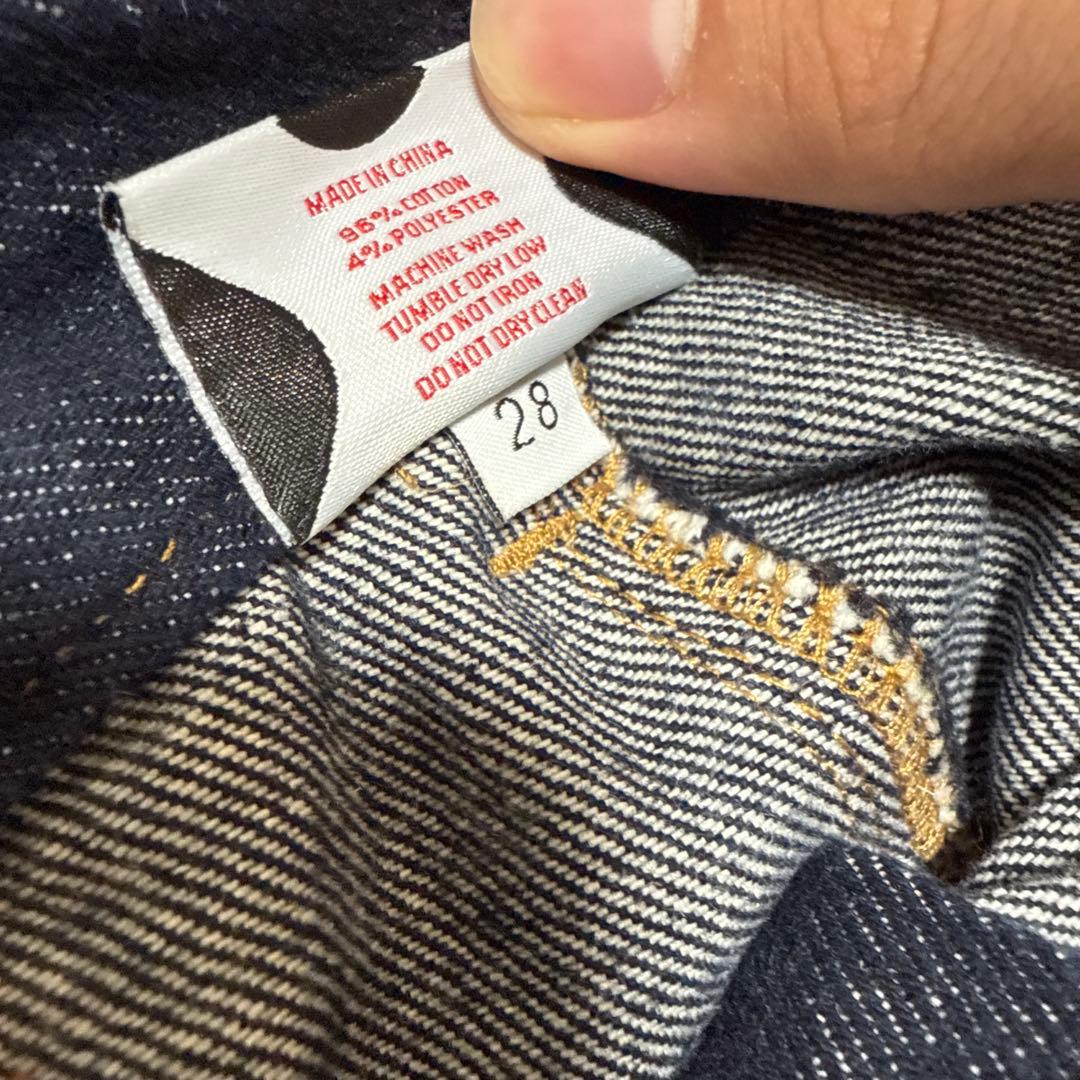 MADE IN CHINA
96% COTTON
4% POLYESTER
MACHINE WASH
TUMBLE DRY LOW
DO NOT IRON
DO NOT DRY CLEAN
28